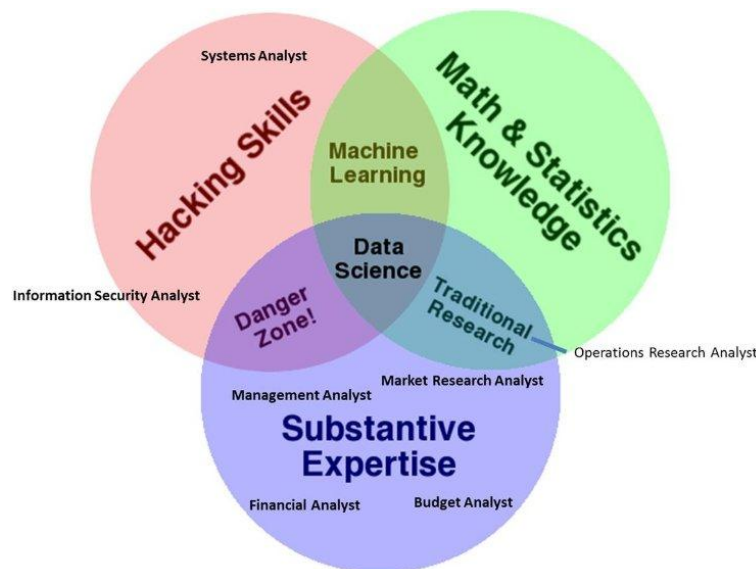 Systems Analyst
Hacking Skills
Math & Statistics
Knowledge
Machine
Learning
Data
Science
Information Security Analyst
Danger
Zone!
Traditional
Research
Operations Research Analyst
Market Research Analyst
Management Analyst
Substantive
Expertise
Financial Analyst
Budget Analyst